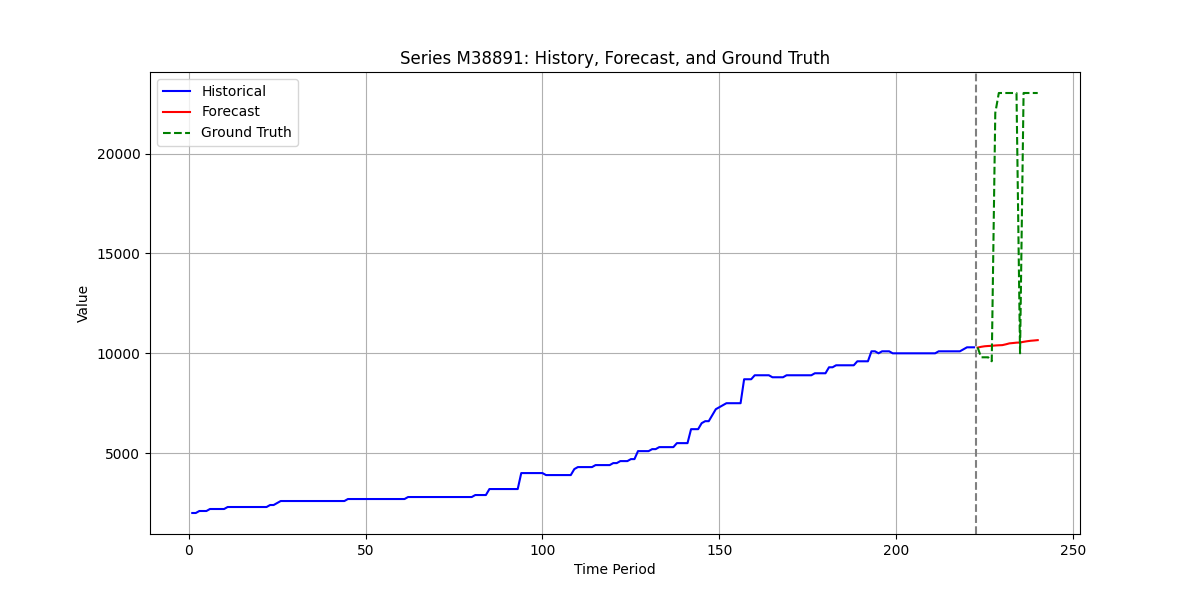 Series M38891: History, Forecast, and Ground Truth
Historical
Forecast
Ground Truth
20000
15000
10000
5000
Value
0
50
100
150
200
250
Time Period